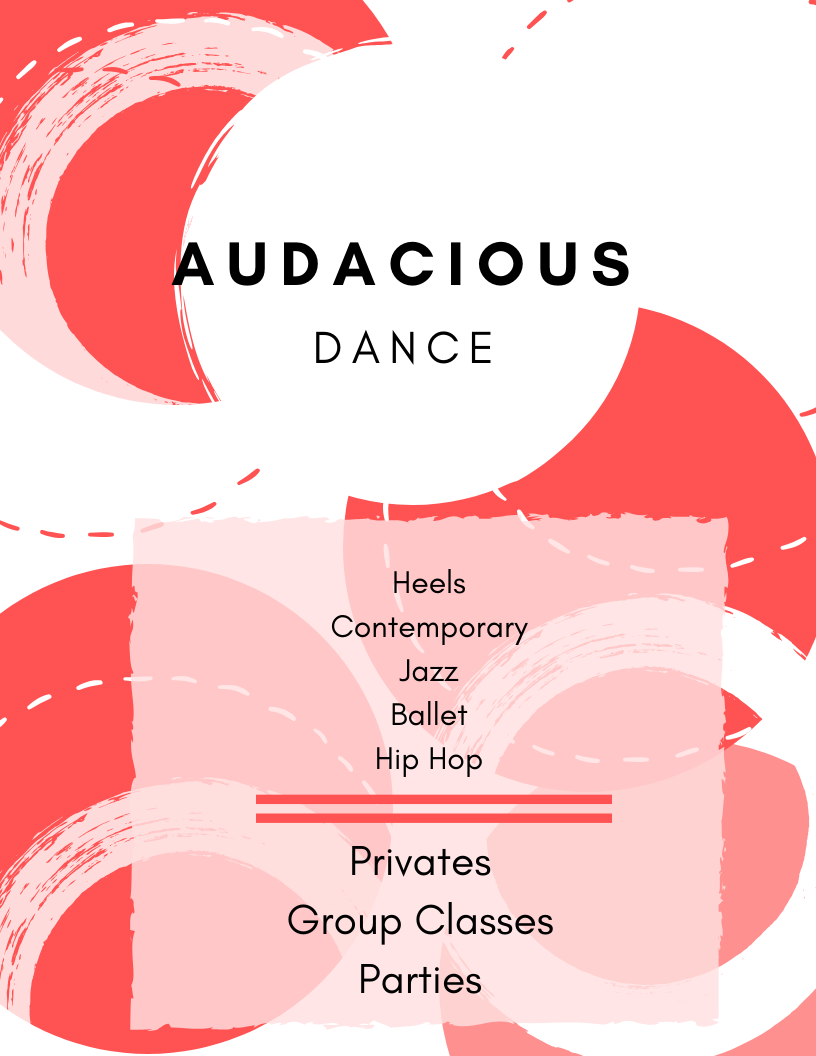 AUDACIOUS
DANCE
Heels
Contemporary
Jazz
Ballet
Hip Hop
Privates
Group Classes
Parties